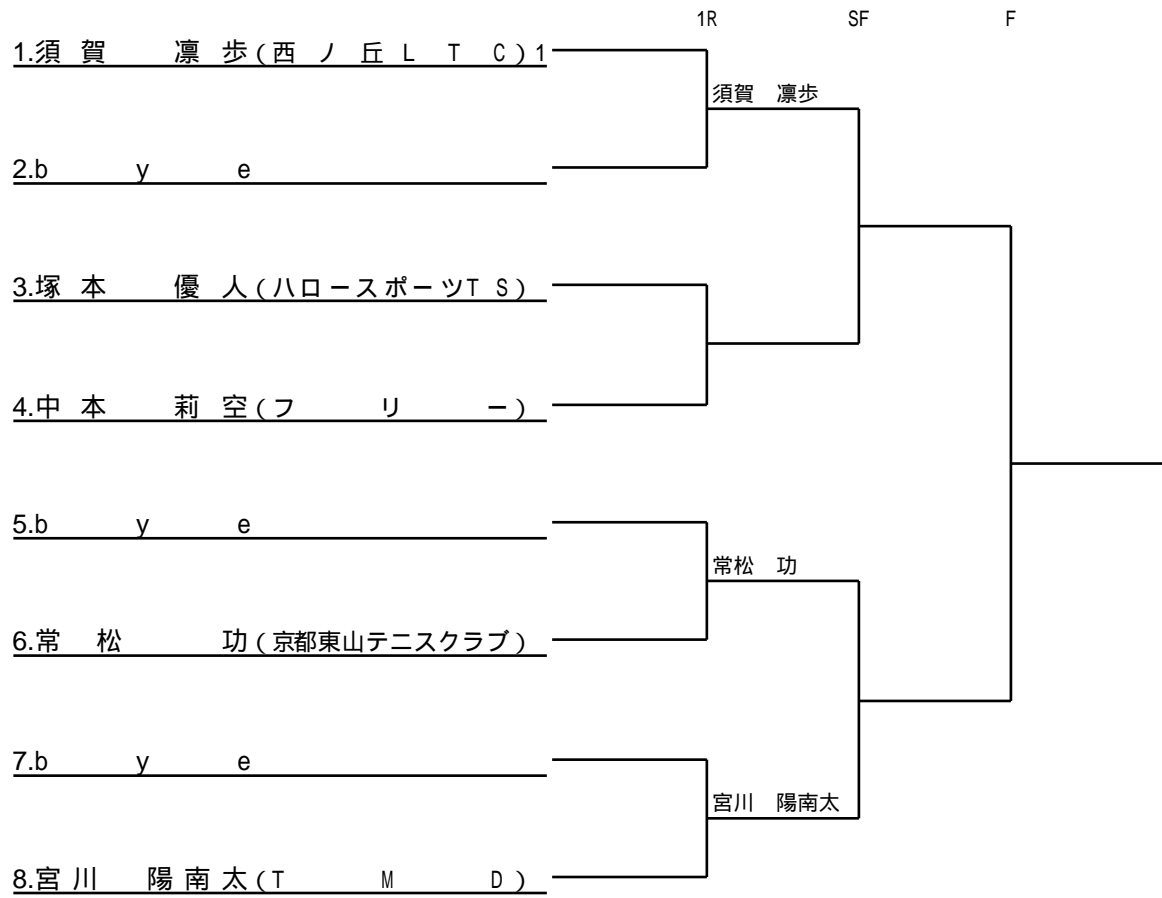 1R SF F
1.須賀 凛歩(西ノ丘LTC)1
須賀 凛歩
2.bye
3.塚本 優人(ハロースポーツTS)
4.中本 莉空(フリー)
5.bye
常松 功
6.常松 功(京都東山テニスクラブ)
7.bye
宮川 陽南太
8.宮川 陽南太(TMD)